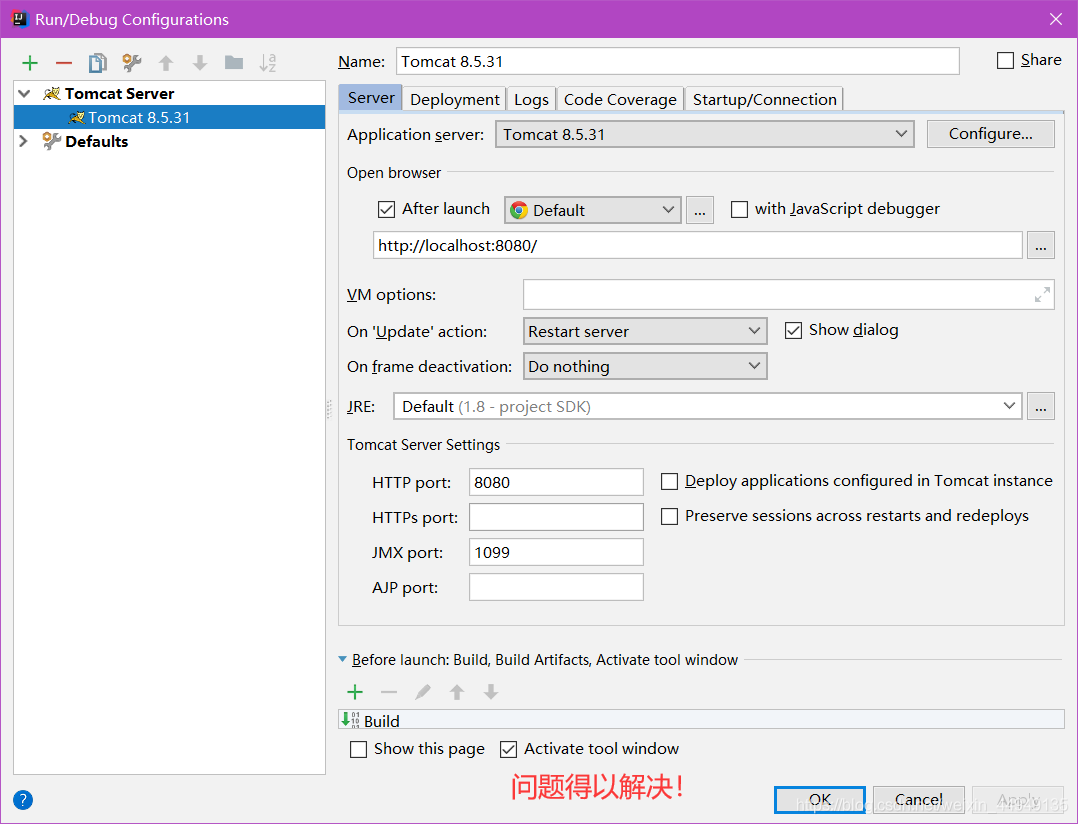 Run/Debug Configurations
Name: Tomcat 8.5.31 Share
Tomcat Server
Tomcat 8.5.31
Defaults
Server Deployment Logs Code Coverage Startup/Connection
Application server: Tomcat 8.5.31 Configure...
Open browser
After launch Default ... with JavaScript debugger
http://localhost:8080/ ...
VM options:
On 'Update' action: Restart server Show dialog
On frame deactivation: Do nothing
JRE: Default (1.8 - project SDK) ...
Tomcat Server Settings
HTTP port: 8080 Deploy applications configured in Tomcat instance
HTTPs port: Preserve sessions across restarts and redeploys
JMX port: 1099
AJP port:
Before launch: Build, Build Artifacts, Activate tool window
Build
Show this page Activate tool window
问题得以解决!
OK Cancel Apply